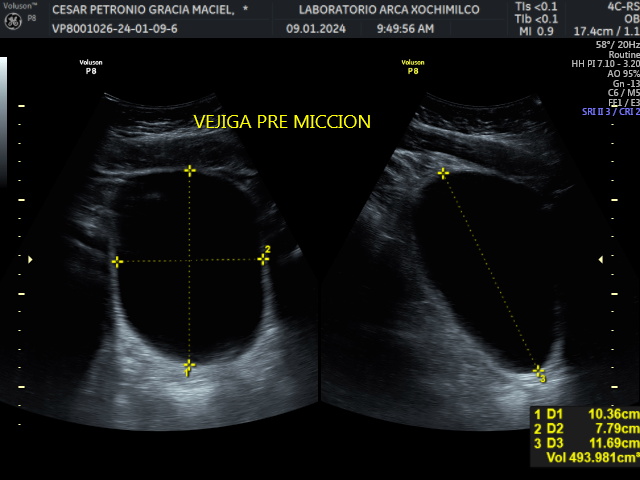 Voluson™
P8
CESAR PETRONIO GRACIA MACIEL, *
LABORATORIO ARCA XOCHIMILCO
TIs <0.1
4C-RS
TIb <0.1
OB
VP8001026-24-01-09-6
09.01.2024
9:49:56 AM
MI 0.9
17.4cm / 1.1
58°/ 20Hz
Routine
HH PI 7.10 - 3.20
AO 95%
Gn -13
C6 / M5
FF1 / E3
SRI II 3 / CRI 2
Voluson
P8
Voluson
P8
VEJIGA PRE MICCION
2
1
3
1 D1 10.36cm
2 D2 7.79cm
3 D3 11.69cm
Vol 493.981cm³